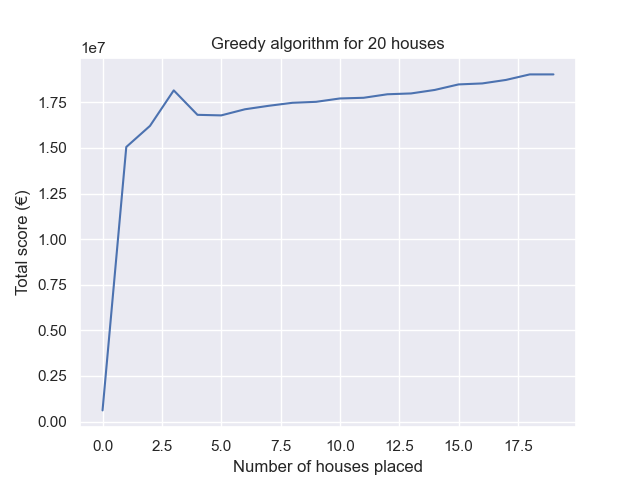 Greedy algorithm for 20 houses
1e7
1.75
1.50
1.25
1.00
0.75
0.50
0.25
0.00
Total score (€)
0.0 2.5 5.0 7.5 10.0 12.5 15.0 17.5
Number of houses placed